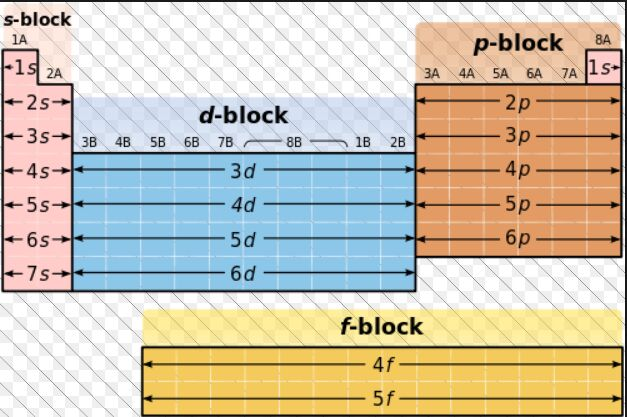 s-block
1A
1s
2A
2s
3s
4s
5s
6s
7s
d-block
3B 4B 5B 6B 7B 8B 1B 2B
3d
4d
5d
6d
p-block
8A
3A 4A 5A 6A 7A 1s
2p
3p
4p
5p
6p
f-block
4f
5f